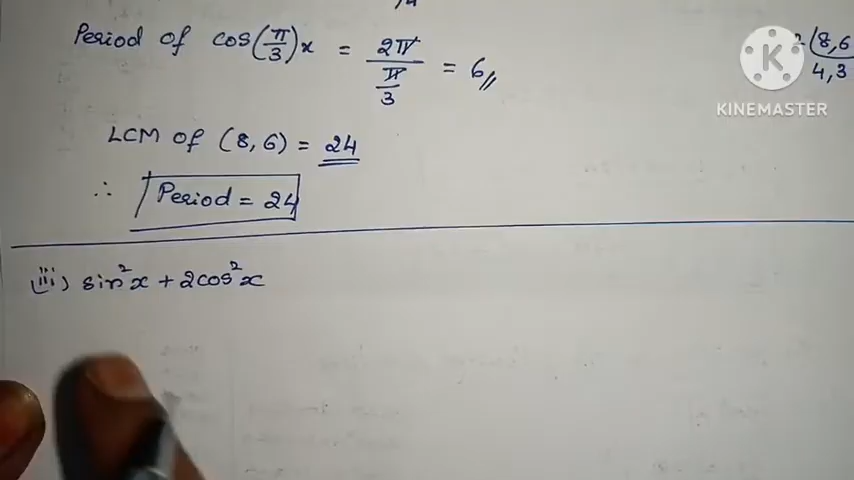 Period of cos(π/3)x = 2π/(π/3) = 6,,
(8,6
4,3
KINEMASTER
LCM of (8,6) = 24
∴ Period = 24
(iii) sin²x + 2cos²x